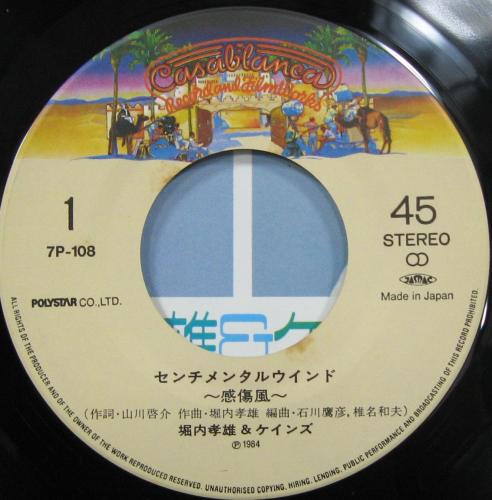 Casablanca
Record and FilmWorks
1
7P-108
45
STEREO
JASRAC
Made in Japan
POLYSTAR CO.,LTD.
雄&ケ
センチメンタルウインド
〜感傷風〜
(作詞・山川啓介 作曲・堀内孝雄 編曲・石川鷹彦,椎名和夫)
堀内孝雄&ケインズ
Ⓟ1984
ALL RIGHTS OF THE PRODUCER AND OF THE OWNER OF THE WORK REPRODUCED RESERVED. UNAUTHORISED COPYING, HIRING, LENDING, PUBLIC PERFORMANCE AND BROADCASTING OF THIS RECORD PROHIBITED.